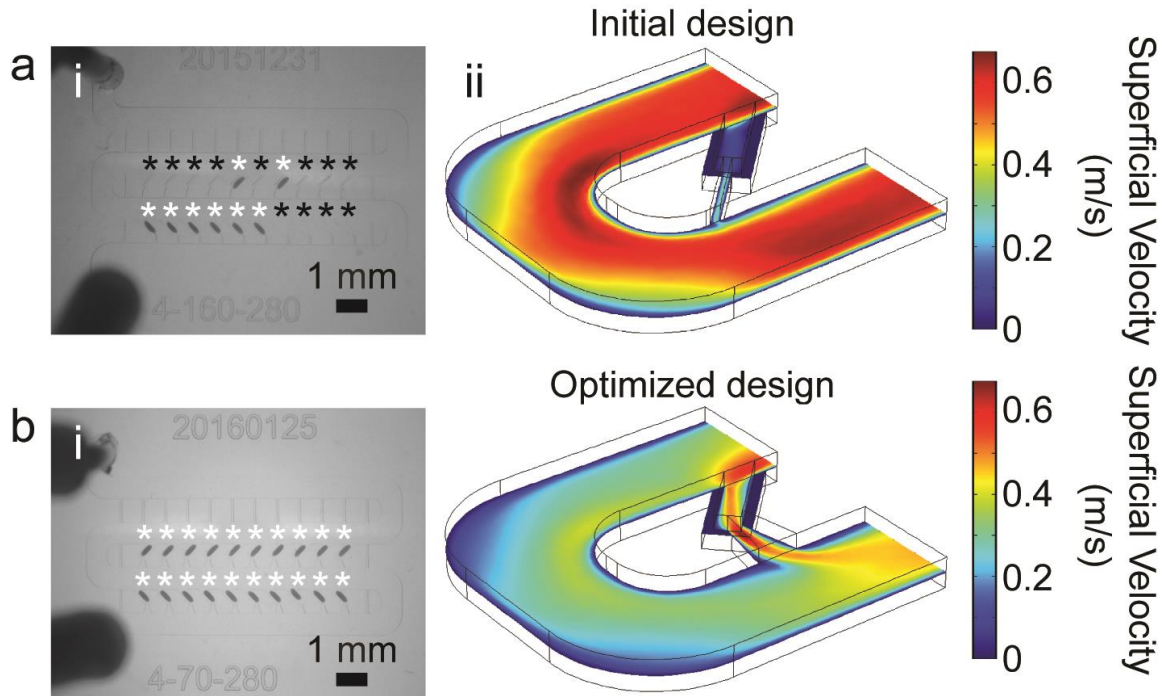 a
i
20151231
**********
**********
1 mm
4-160-280
ii
Initial design
0.6
0.4
0.2
0
Superficial Velocity
(m/s)
b
i
20160125
**********
**********
1 mm
4-70-280
Optimized design
0.6
0.4
0.2
0
Superficial Velocity
(m/s)